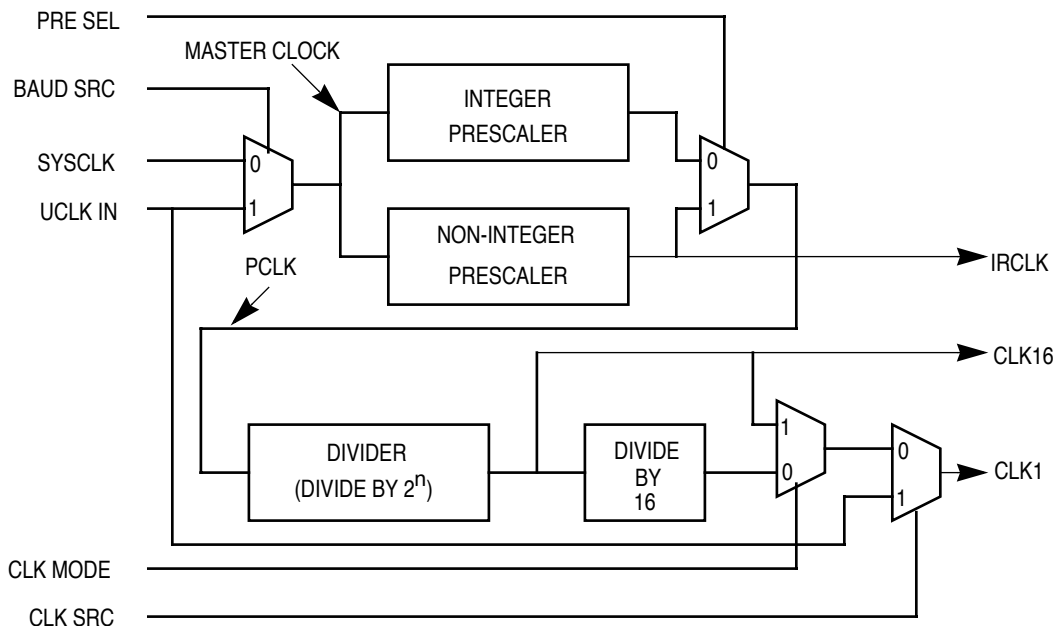 PRE SEL
MASTER CLOCK
BAUD SRC
INTEGER
PRESCALER
SYSCLK
0
0
UCLK IN
1
1
NON-INTEGER
PRESCALER
IRCLK
PCLK
CLK16
DIVIDER
(DIVIDE BY 2ⁿ)
DIVIDE
BY
16
1
0
0
1
CLK1
CLK MODE
CLK SRC